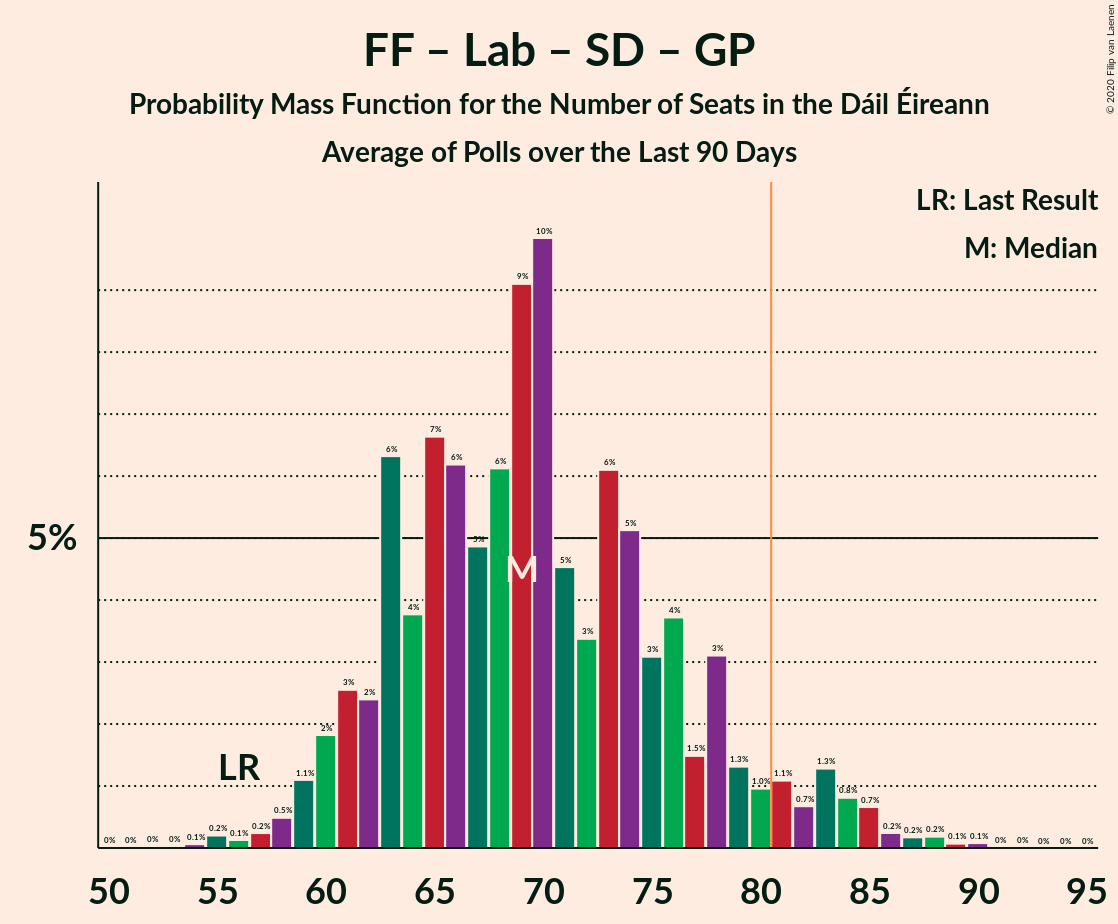 FF – Lab – SD – GP
Probability Mass Function for the Number of Seats in the Dáil Éireann
Average of Polls over the Last 90 Days
© 2020 Filip van Laenen
LR: Last Result
M: Median
5%
0% 0% 0% 0% 0.1% 0.2% 0.1% 0.2% 0.5% 1.1% 2% 3% 2% 6% 4% 7% 6% 5% 6% 9% 10% 5% 3% 6% 5% 3% 4% 1.5% 3% 1.3% 1.0% 1.1% 0.7% 1.3% 0.8% 0.7% 0.2% 0.2% 0.2% 0.1% 0.1% 0% 0% 0% 0% 0%
M
LR
50 55 60 65 70 75 80 85 90 95